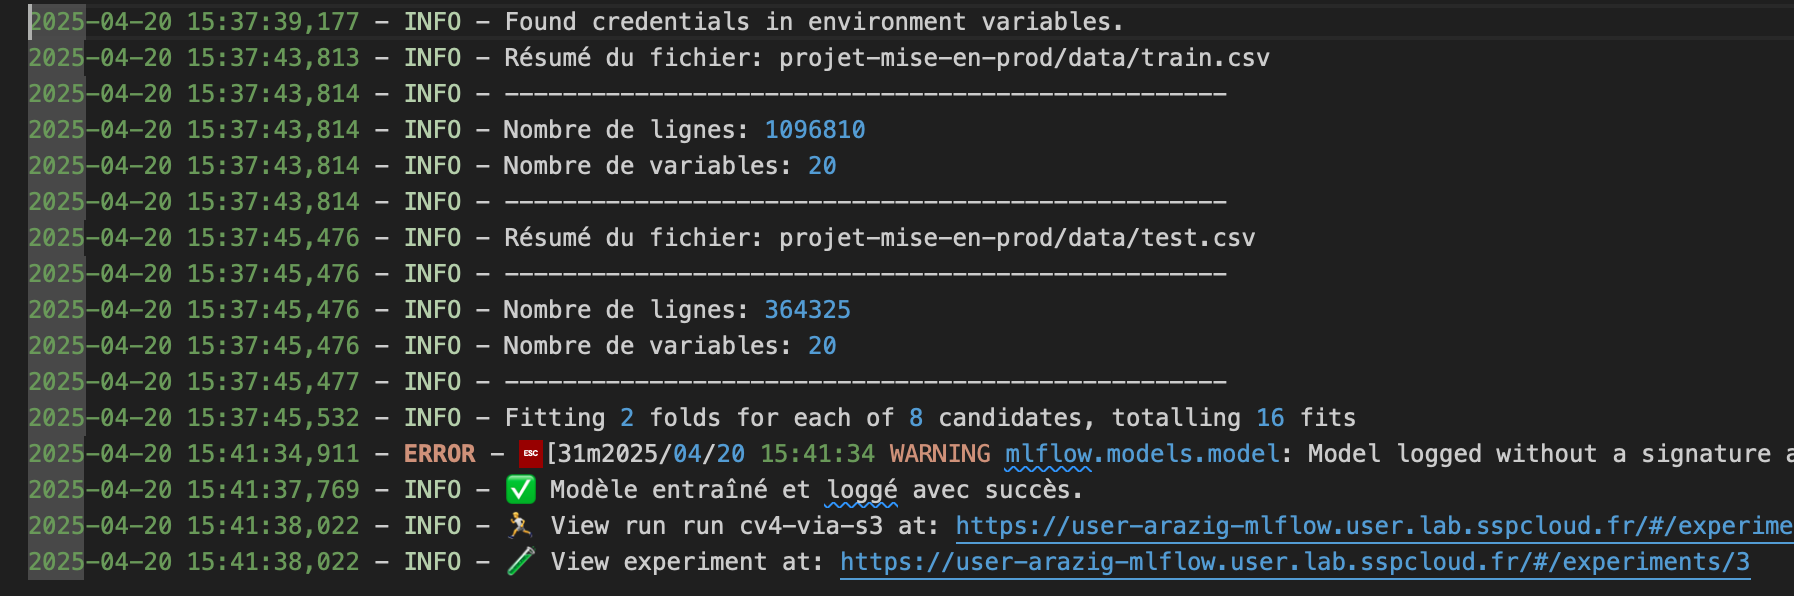 2025-04-20 15:37:39,177 - INFO - Found credentials in environment variables.
2025-04-20 15:37:43,813 - INFO - Résumé du fichier: projet-mise-en-prod/data/train.csv
2025-04-20 15:37:43,814 - INFO - --------------------------------------------------
2025-04-20 15:37:43,814 - INFO - Nombre de lignes: 1096810
2025-04-20 15:37:43,814 - INFO - Nombre de variables: 20
2025-04-20 15:37:43,814 - INFO - --------------------------------------------------
2025-04-20 15:37:45,476 - INFO - Résumé du fichier: projet-mise-en-prod/data/test.csv
2025-04-20 15:37:45,476 - INFO - --------------------------------------------------
2025-04-20 15:37:45,476 - INFO - Nombre de lignes: 364325
2025-04-20 15:37:45,476 - INFO - Nombre de variables: 20
2025-04-20 15:37:45,477 - INFO - --------------------------------------------------
2025-04-20 15:37:45,532 - INFO - Fitting 2 folds for each of 8 candidates, totalling 16 fits
2025-04-20 15:41:34,911 - ERROR - ESC[31m2025/04/20 15:41:34 WARNING mlflow.models.model: Model logged without a signature a
2025-04-20 15:41:37,769 - INFO - ✅ Modèle entraîné et loggé avec succès.
2025-04-20 15:41:38,022 - INFO - 🏃 View run run cv4-via-s3 at: https://user-arazig-mlflow.user.lab.sspcloud.fr/#/experime
2025-04-20 15:41:38,022 - INFO - 🧪 View experiment at: https://user-arazig-mlflow.user.lab.sspcloud.fr/#/experiments/3